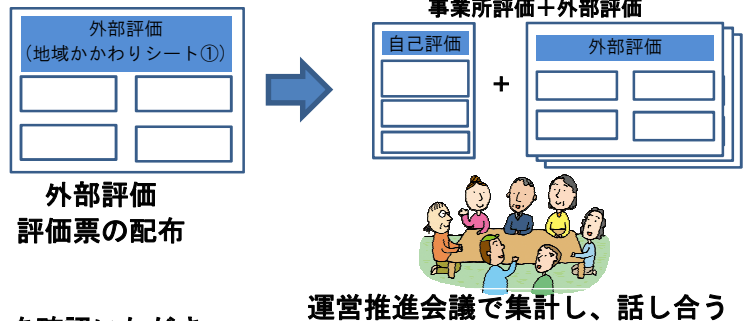 外部評価
（地域かかわりシート①）
外部評価
評価票の配布
事業所評価＋外部評価
自己評価
+
外部評価
運営推進会議で集計し、話し合う